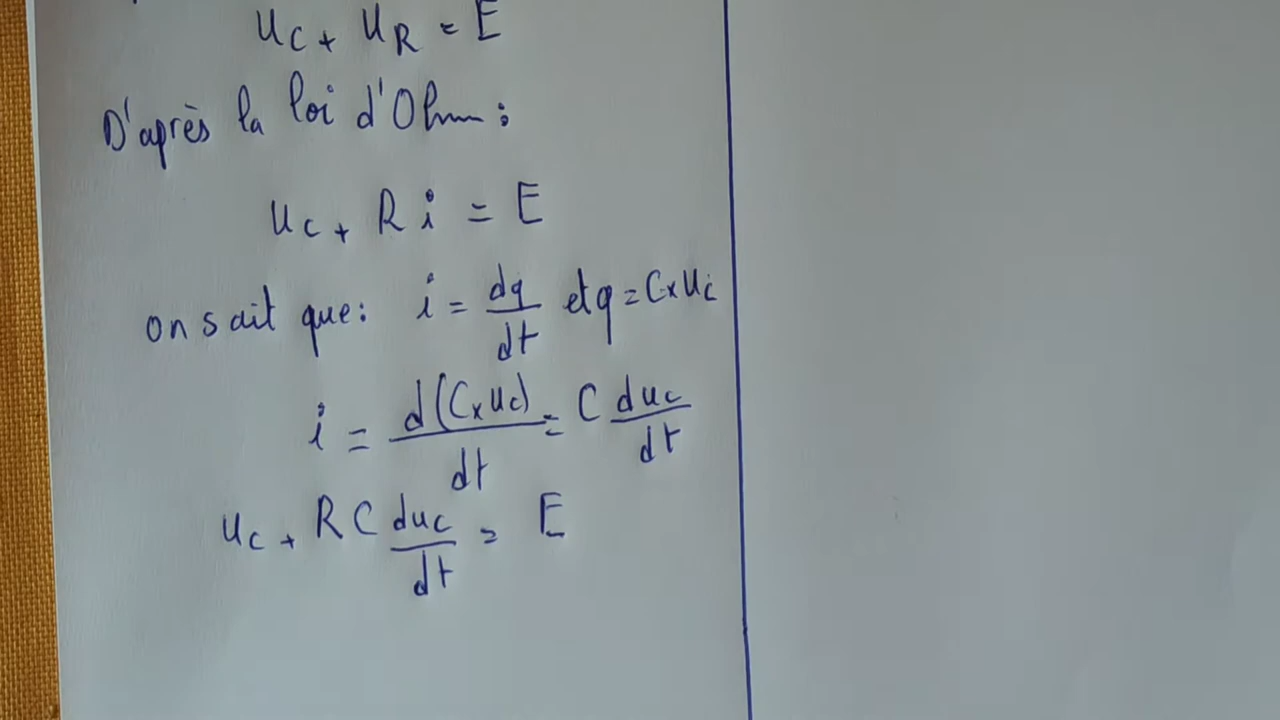 uC + uR = E
D'après la loi d'Ohm :
uC + R i = E
on sait que : i = dq/dt et q = C x uC
i = d(C x uC)/dt = C duC/dt
uC + R C duC/dt = E